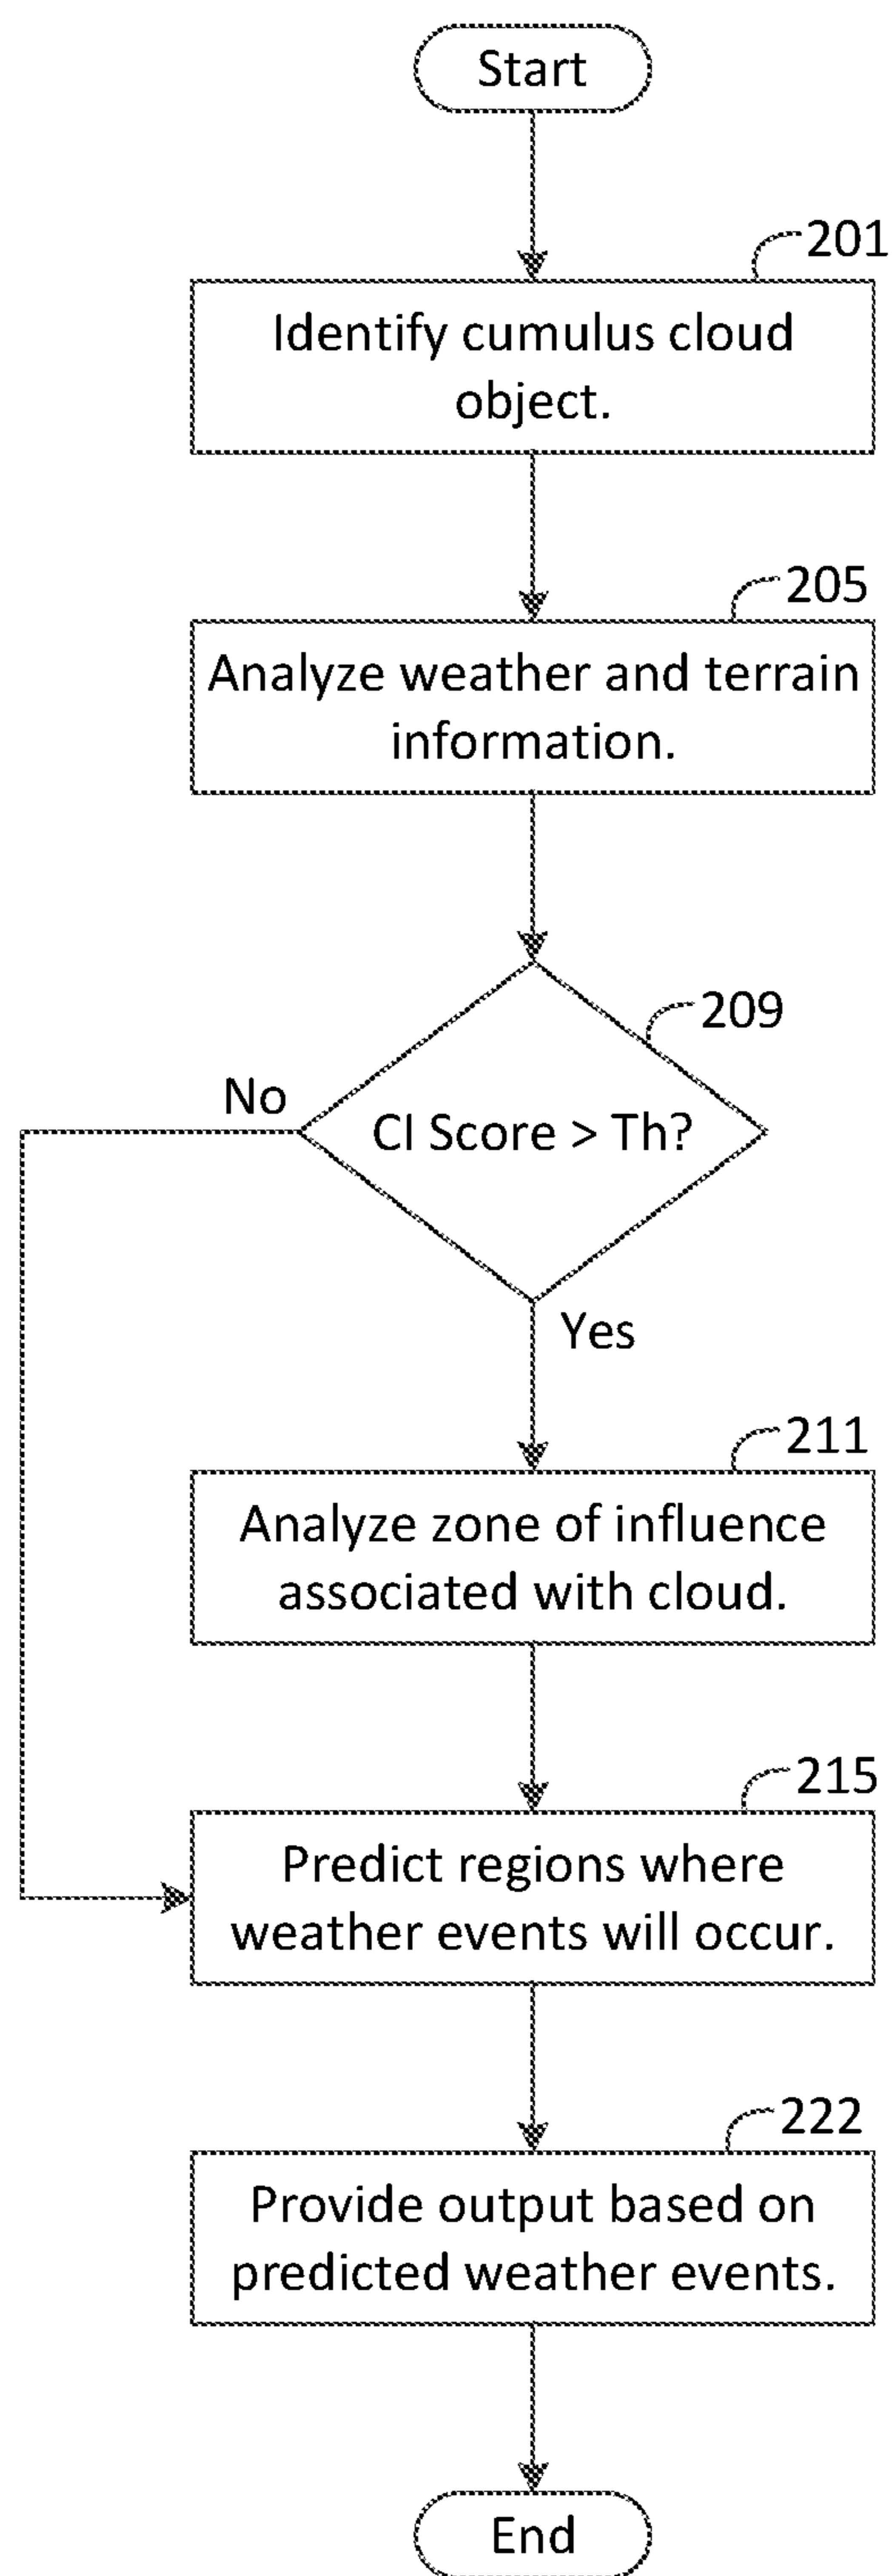 Start
201
Identify cumulus cloud
object.
205
Analyze weather and terrain
information.
209
No
CI Score > Th?
Yes
211
Analyze zone of influence
associated with cloud.
215
Predict regions where
weather events will occur.
222
Provide output based on
predicted weather events.
End